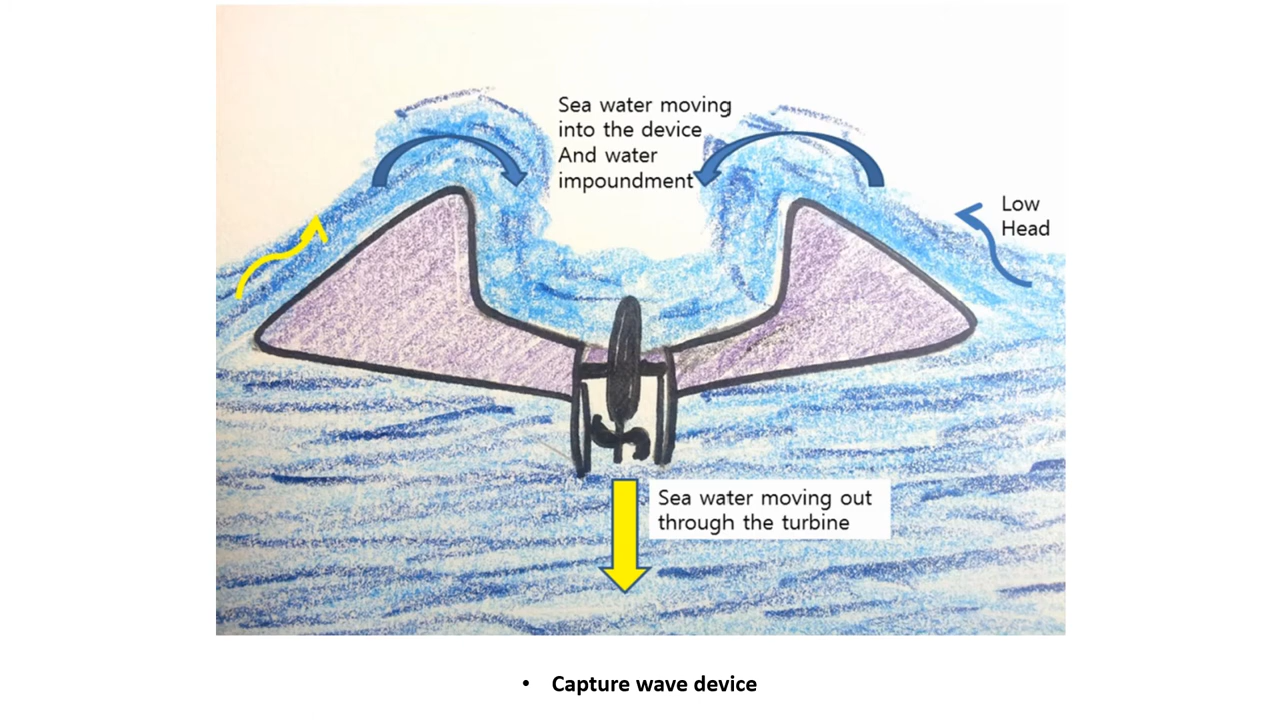 Sea water moving
into the device
And water
impoundment
Low
Head
Sea water moving out
through the turbine
• Capture wave device